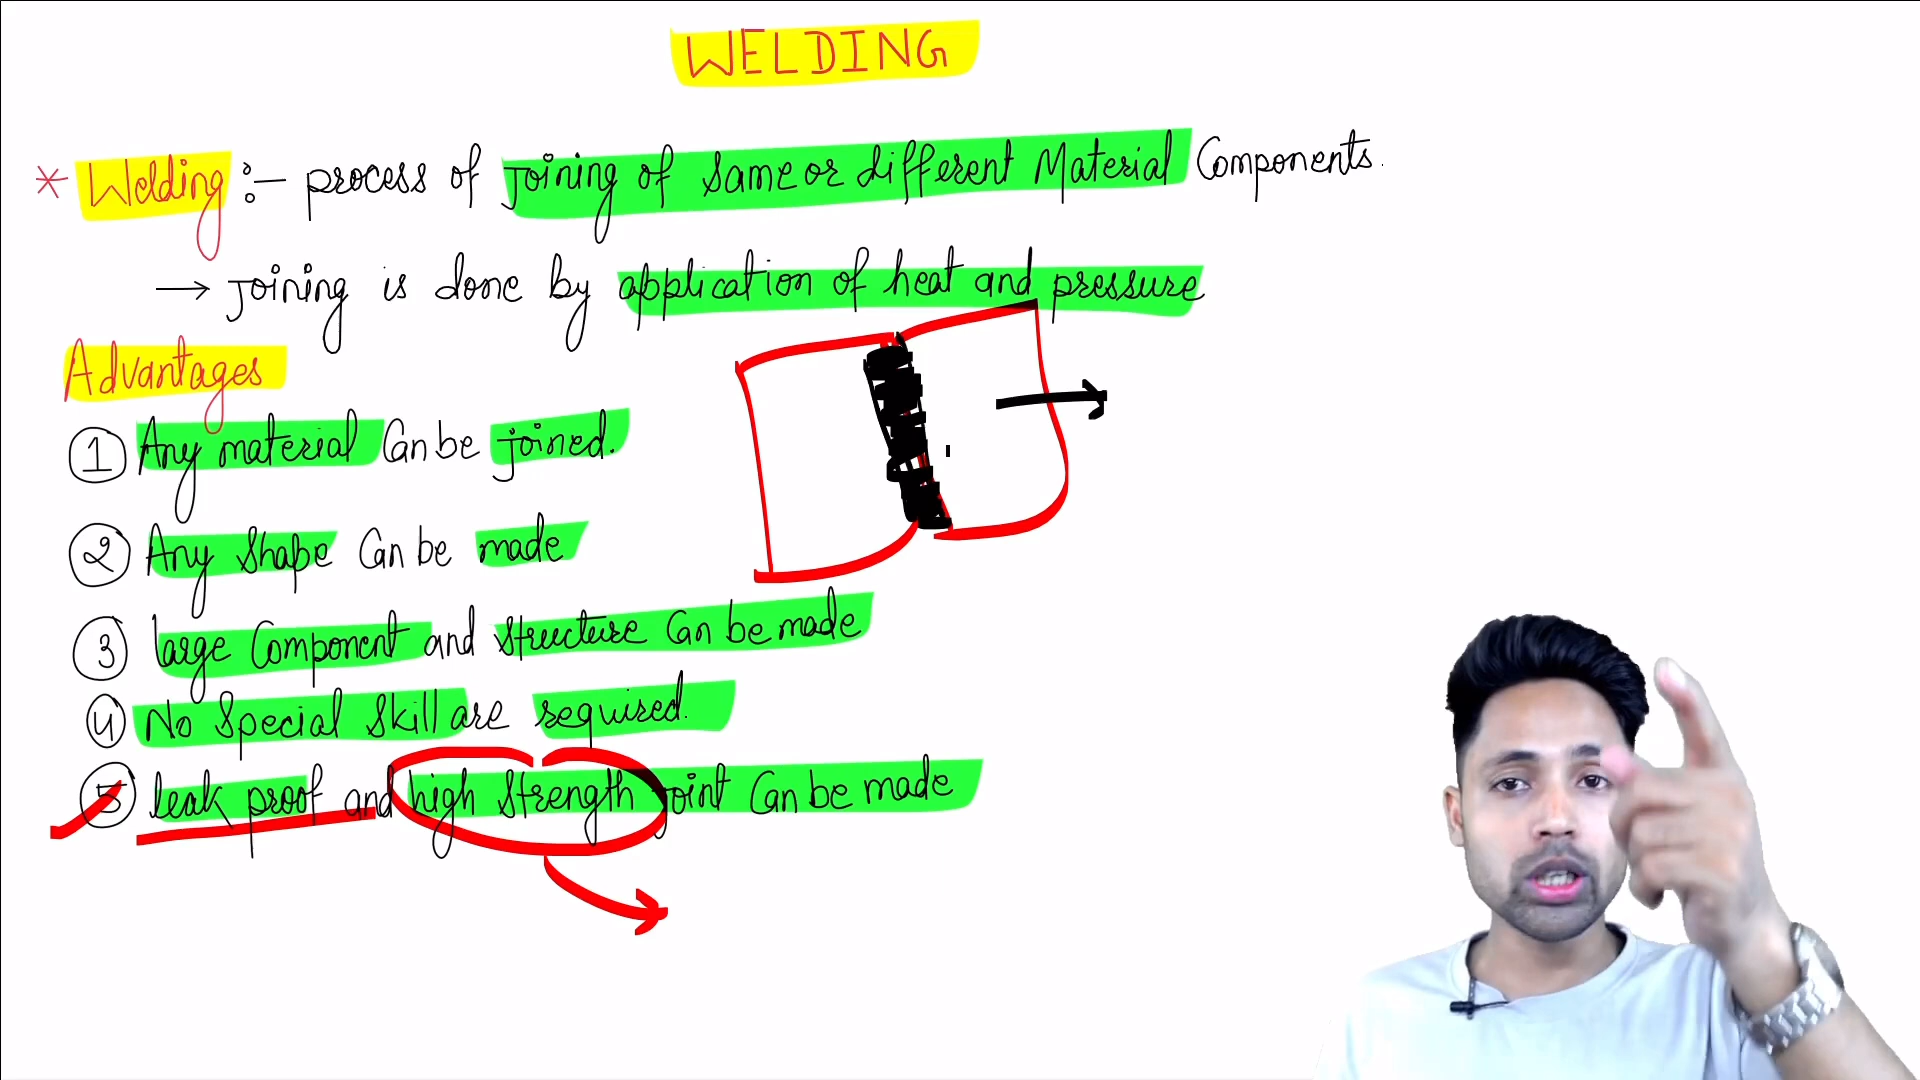 WELDING
* Welding :- process of joining of same or different Material Components.
→ joining is done by application of heat and pressure
Advantages
① Any material Can be joined.
② Any shape Can be made
③ large Component and structure Can be made
④ No special skill are required.
⑤ leak proof and high strength joint Can be made